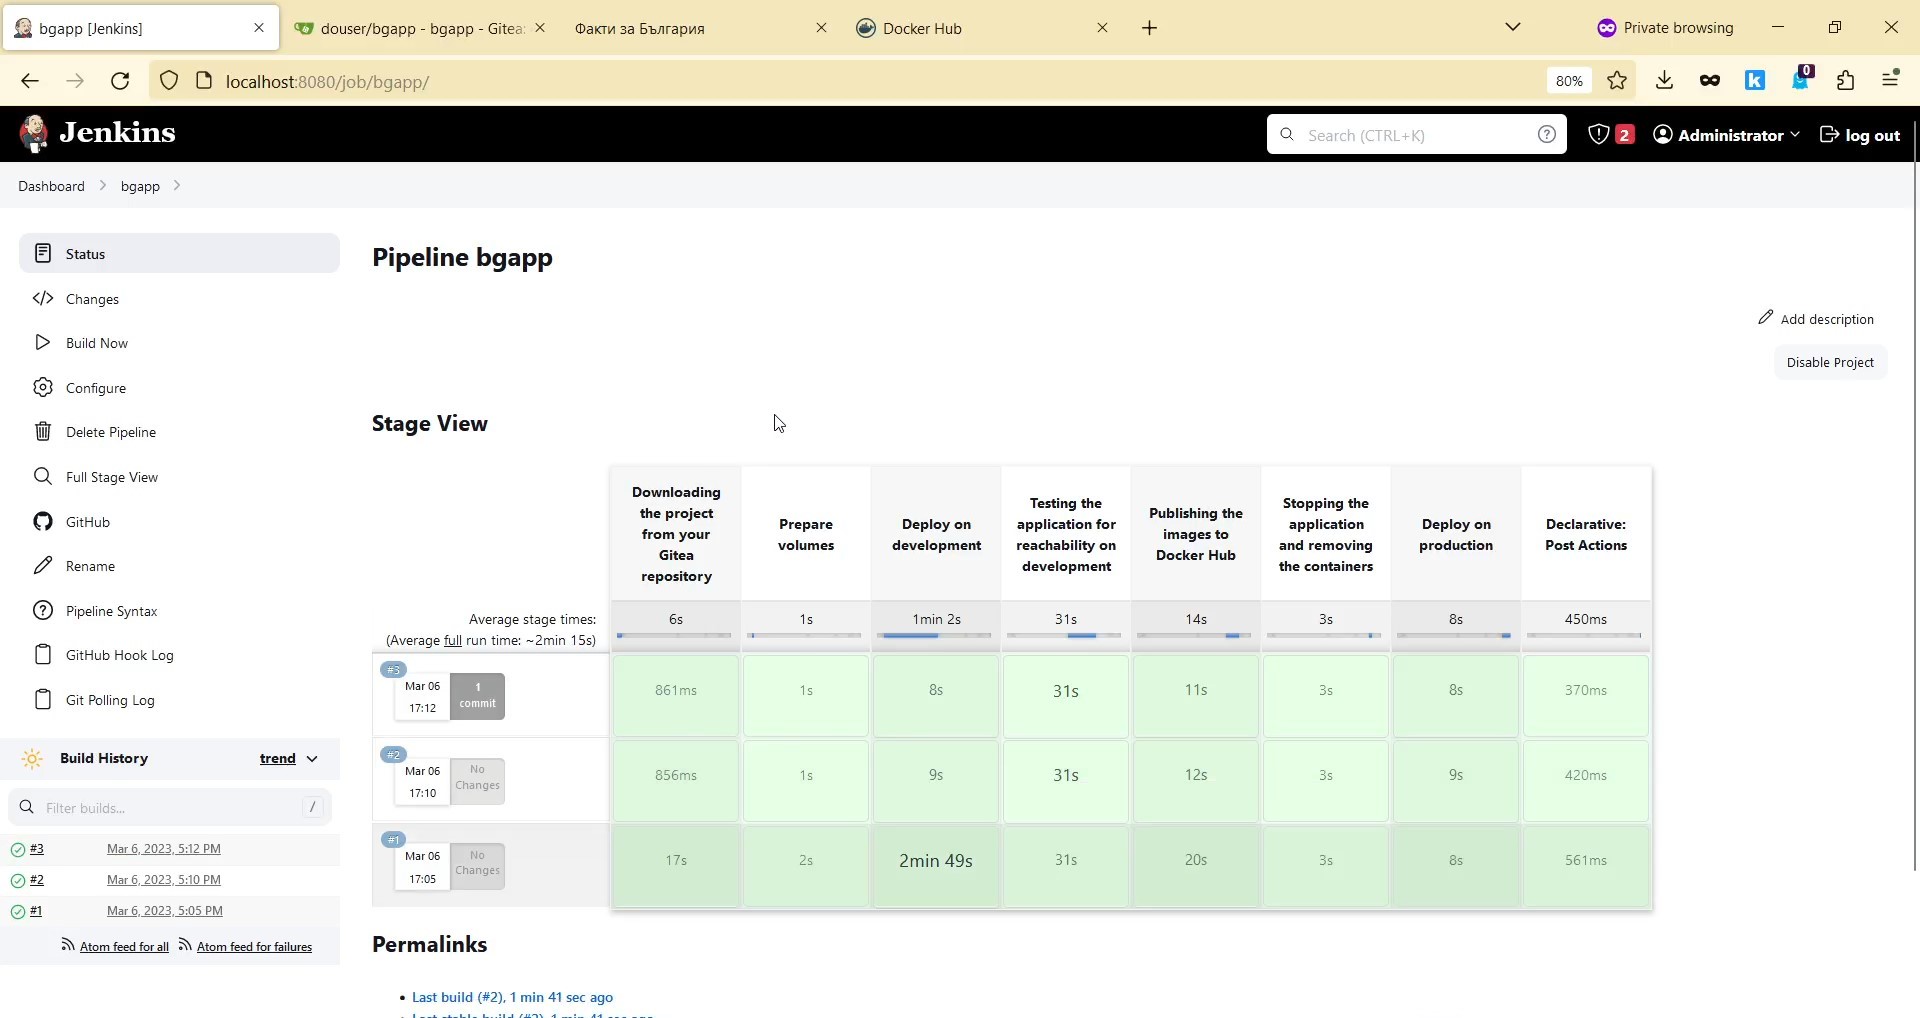 bgapp [Jenkins]
douser/bgapp - bgapp - Gitea:
Факти за България
Docker Hub
Private browsing
localhost:8080/job/bgapp/
80%
k
0
Jenkins
Search (CTRL+K)
2
Administrator
log out
Dashboard
bgapp
Status
Changes
Build Now
Configure
Delete Pipeline
Full Stage View
GitHub
Rename
Pipeline Syntax
GitHub Hook Log
Git Polling Log
Build History
trend
Filter builds...
/
#3 Mar 6, 2023, 5:12 PM
#2 Mar 6, 2023, 5:10 PM
#1 Mar 6, 2023, 5:05 PM
Atom feed for all Atom feed for failures
Pipeline bgapp
Add description
Disable Project
Stage View
Downloading
the project
from your
Gitea
repository
Prepare
volumes
Deploy on
development
Testing the
application for
reachability on
development
Publishing the
images to
Docker Hub
Stopping the
application
and removing
the containers
Deploy on
production
Declarative:
Post Actions
Average stage times:
(Average full run time: ~2min 15s)
6s 1s 1min 2s 31s 14s 3s 8s 450ms
#3
Mar 06
17:12
1
commit
861ms 1s 8s 31s 11s 3s 8s 370ms
#2
Mar 06
17:10
No
Changes
856ms 1s 9s 31s 12s 3s 9s 420ms
#1
Mar 06
17:05
No
Changes
17s 2s 2min 49s 31s 20s 3s 8s 561ms
Permalinks
Last build (#2), 1 min 41 sec ago
Last stable build (#2), 1 min 41 sec ago